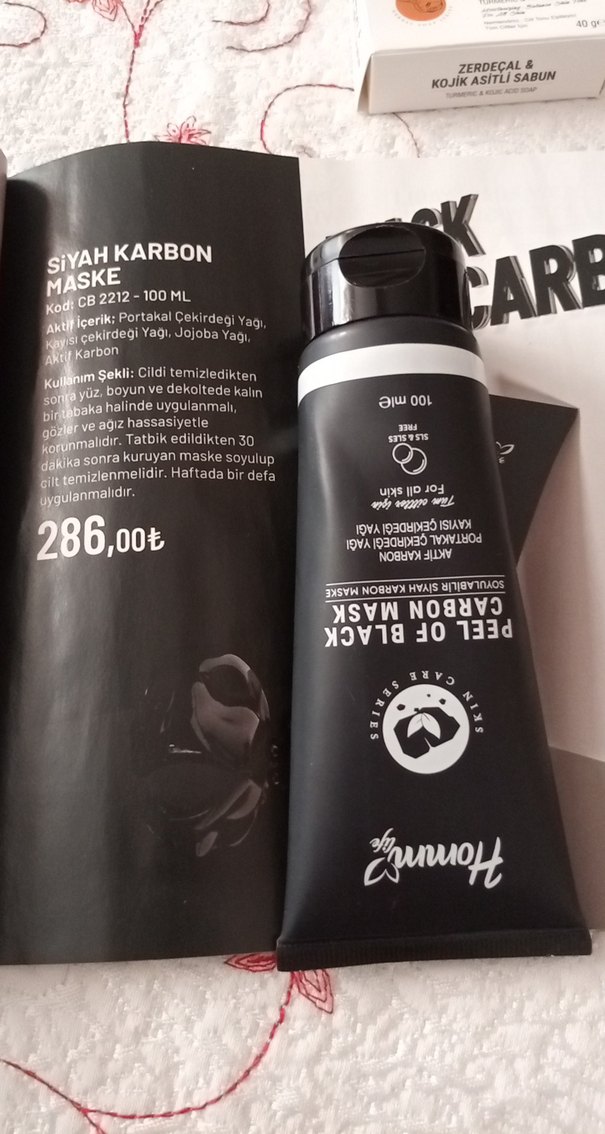 40 ge
ZERDEÇAL &
KOJİK ASİTLİ SABUN
TURMERIC & KOJIC ACID SOAP
SİYAH KARBON
MASKE
Kod: CB 2212 - 100 ML
Aktif İçerik: Portakal Çekirdeği Yağı,
Kayısı çekirdeği Yağı, Jojoba Yağı,
Aktif Karbon
Kullanım Şekli: Cildi temizledikten
sonra yüz, boyun ve dekoltede kalın
bir tabaka halinde uygulanmalı,
gözler ve ağız hassasiyetle
korunmalıdır. Tatbik edildikten 30
dakika sonra kuruyan maske soyulup
cilt temizlenmelidir. Haftada bir defa
uygulanmalıdır.
286,00₺
CARB
Homm
life
SKIN CARE SERIES
PEEL OF BLACK
CARBON MASK
SOYULABİLİR SİYAH KARBON MASKE
AKTİF KARBON
PORTAKAL ÇEKİRDEĞİ YAĞI
KAYISI ÇEKİRDEĞİ YAĞI
Tüm ciltler için
For all skin
SLS & SLES
FREE
100 mle